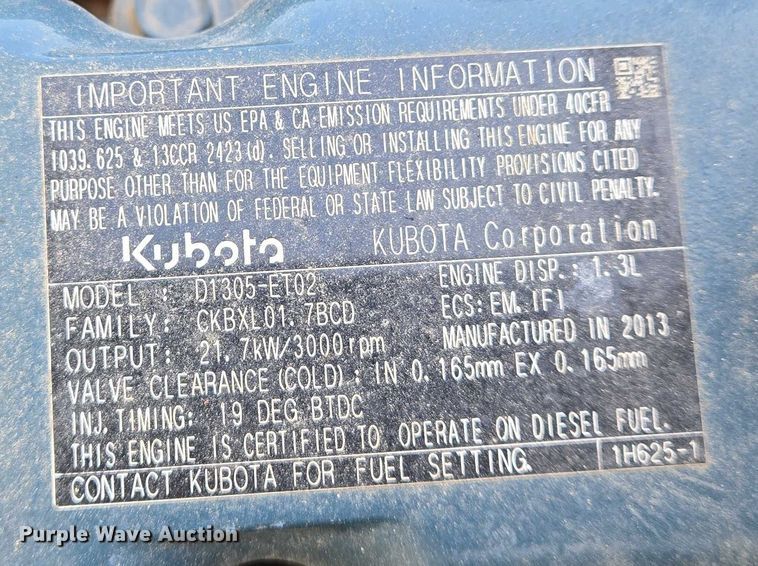 IMPORTANT ENGINE INFORMATION
THIS ENGINE MEETS US EPA & CA EMISSION REQUIREMENTS UNDER 40CFR
1039.625 & 13CCR 2423(d). SELLING OR INSTALLING THIS ENGINE FOR ANY
PURPOSE OTHER THAN FOR THE EQUIPMENT FLEXIBILITY PROVISIONS CITED
MAY BE A VIOLATION OF FEDERAL OR STATE LAW SUBJECT TO CIVIL PENALTY.
Kubota KUBOTA Corporation
MODEL : D1305-ET02 ENGINE DISP.: 1.3L
FAMILY : CKBXL01.7BCD ECS: EM, IFI
OUTPUT: 21.7kW/3000rpm MANUFACTURED IN 2013
VALVE CLEARANCE (COLD) : IN 0.165mm EX 0.165mm
INJ. TIMING: 19 DEG BTDC
THIS ENGINE IS CERTIFIED TO OPERATE ON DIESEL FUEL.
CONTACT KUBOTA FOR FUEL SETTING. 1H625-1
Purple Wave Auction